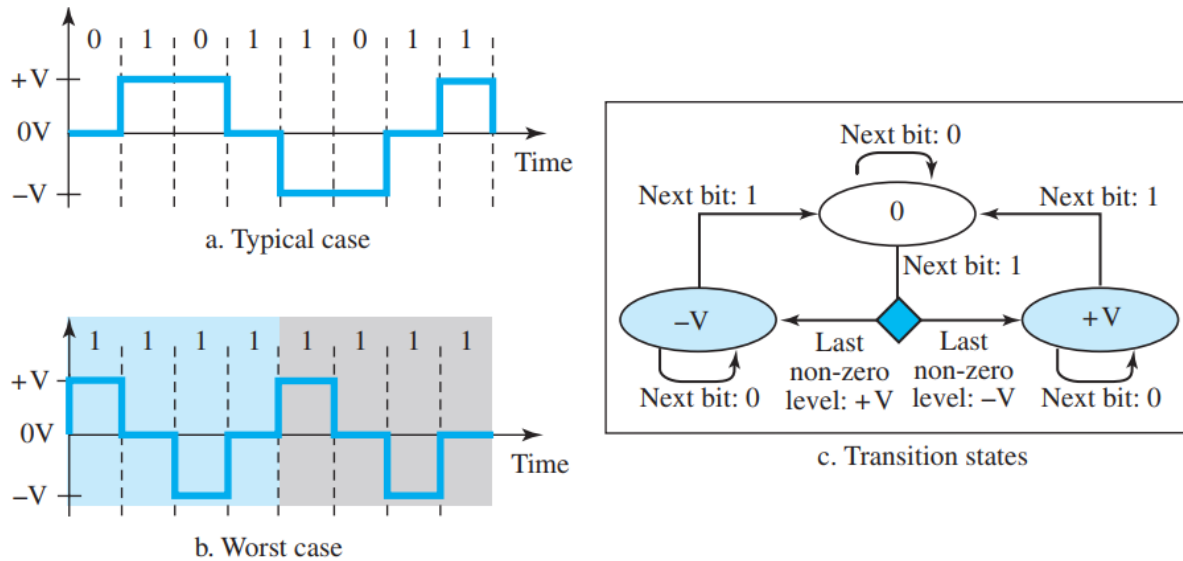 0 1 0 1 1 0 1 1
+V
0V
Time
−V
a. Typical case
1 1 1 1 1 1 1 1
+V
0V
Time
−V
b. Worst case
Next bit: 0
Next bit: 1
0
Next bit: 1
Next bit: 1
−V
+V
Last
non-zero
level: +V
Last
non-zero
level: −V
Next bit: 0
Next bit: 0
c. Transition states